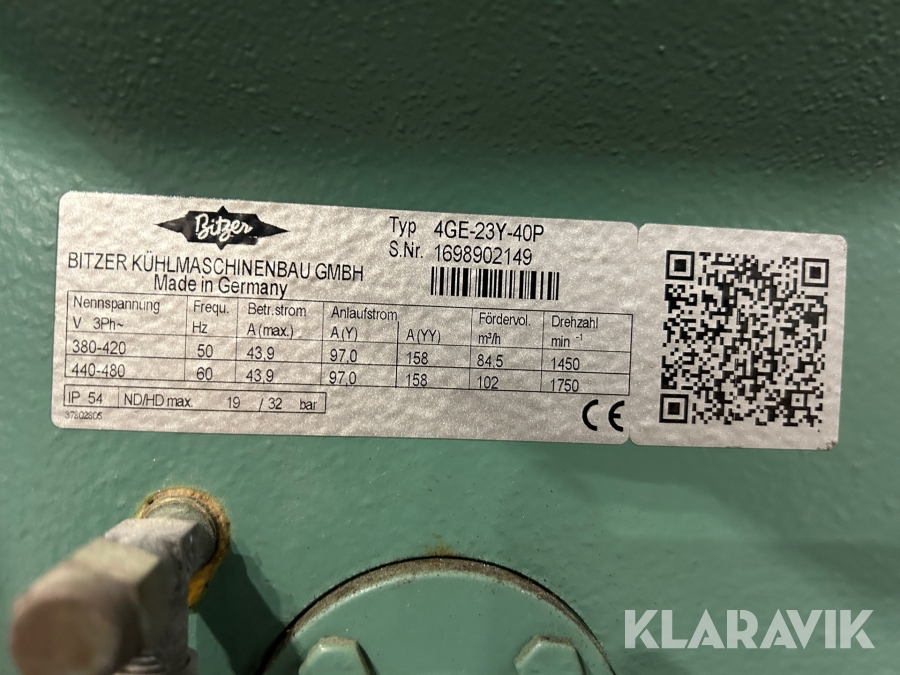 Bitzer
Typ 4GE-23Y-40P
S.Nr. 1698902149
BITZER KÜHLMASCHINENBAU GMBH
Made in Germany
Nennspannung Frequ. Betr.strom Anlaufstrom Fördervol. Drehzahl
V 3Ph~ Hz A (max.) A (Y) A (YY) m³/h min -1
380-420 50 43,9 97,0 158 84,5 1450
440-480 60 43,9 97,0 158 102 1750
IP 54 ND/HD max. 19 / 32 bar
37802805
CE
KLARAVIK
KLARAVIK